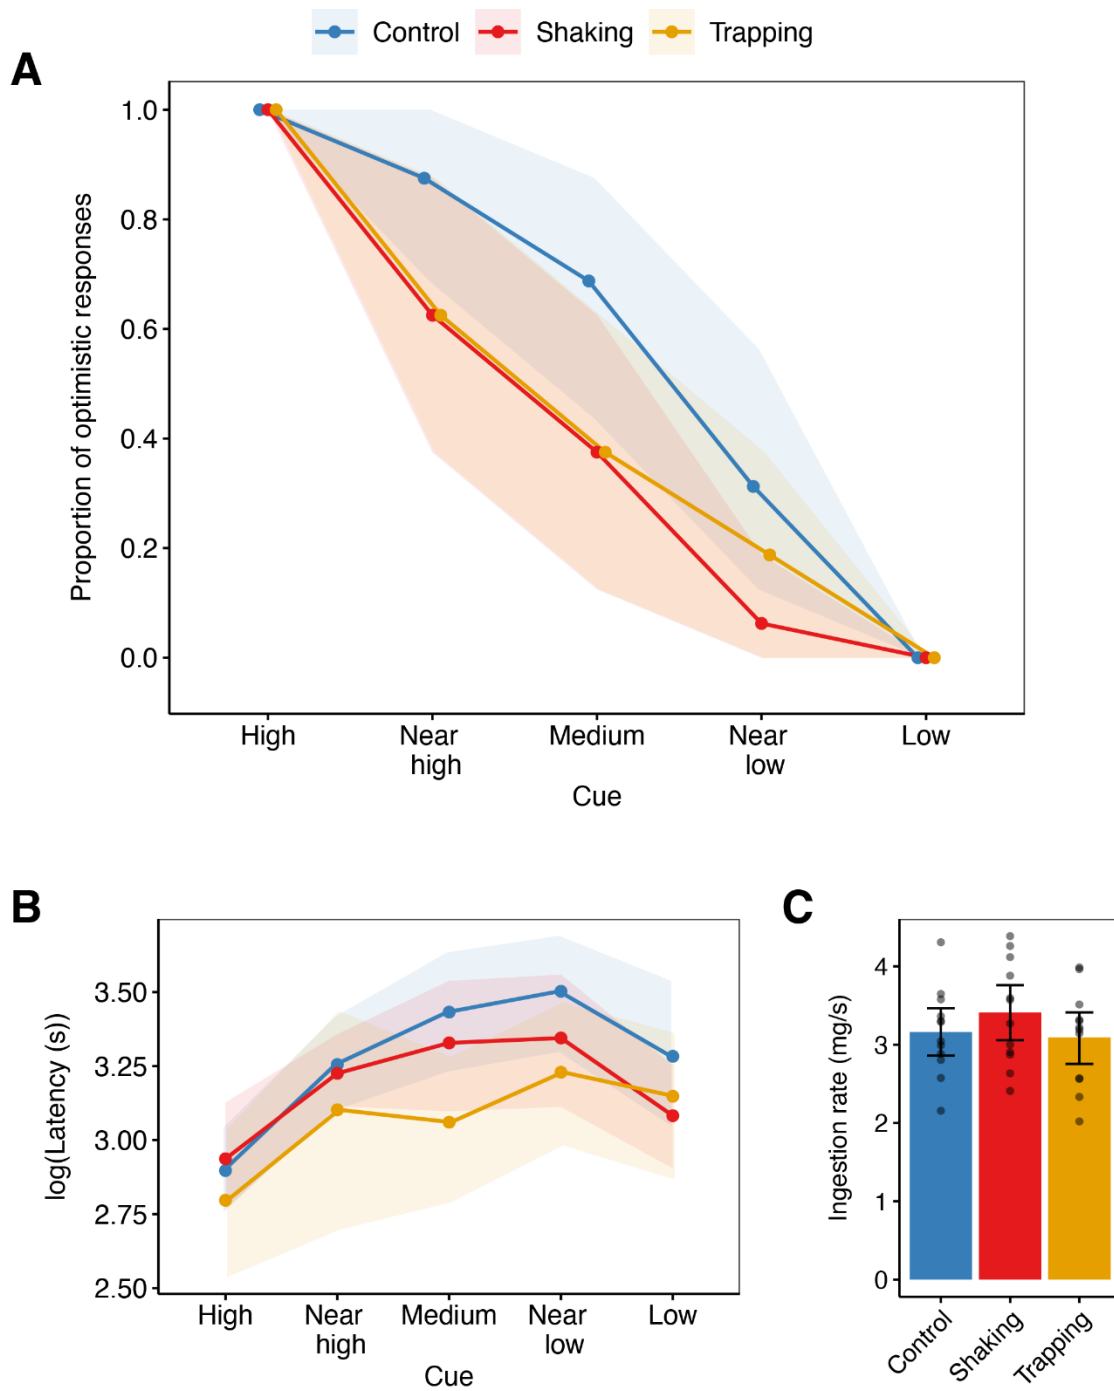 Control Shaking Trapping
A
Proportion of optimistic responses
1.0
0.8
0.6
0.4
0.2
0.0
High Near high Medium Near low Low
Cue
B
log(Latency (s))
3.50
3.25
3.00
2.75
2.50
High Near high Medium Near low Low
Cue
C
Ingestion rate (mg/s)
4
3
2
1
0
Control Shaking Trapping